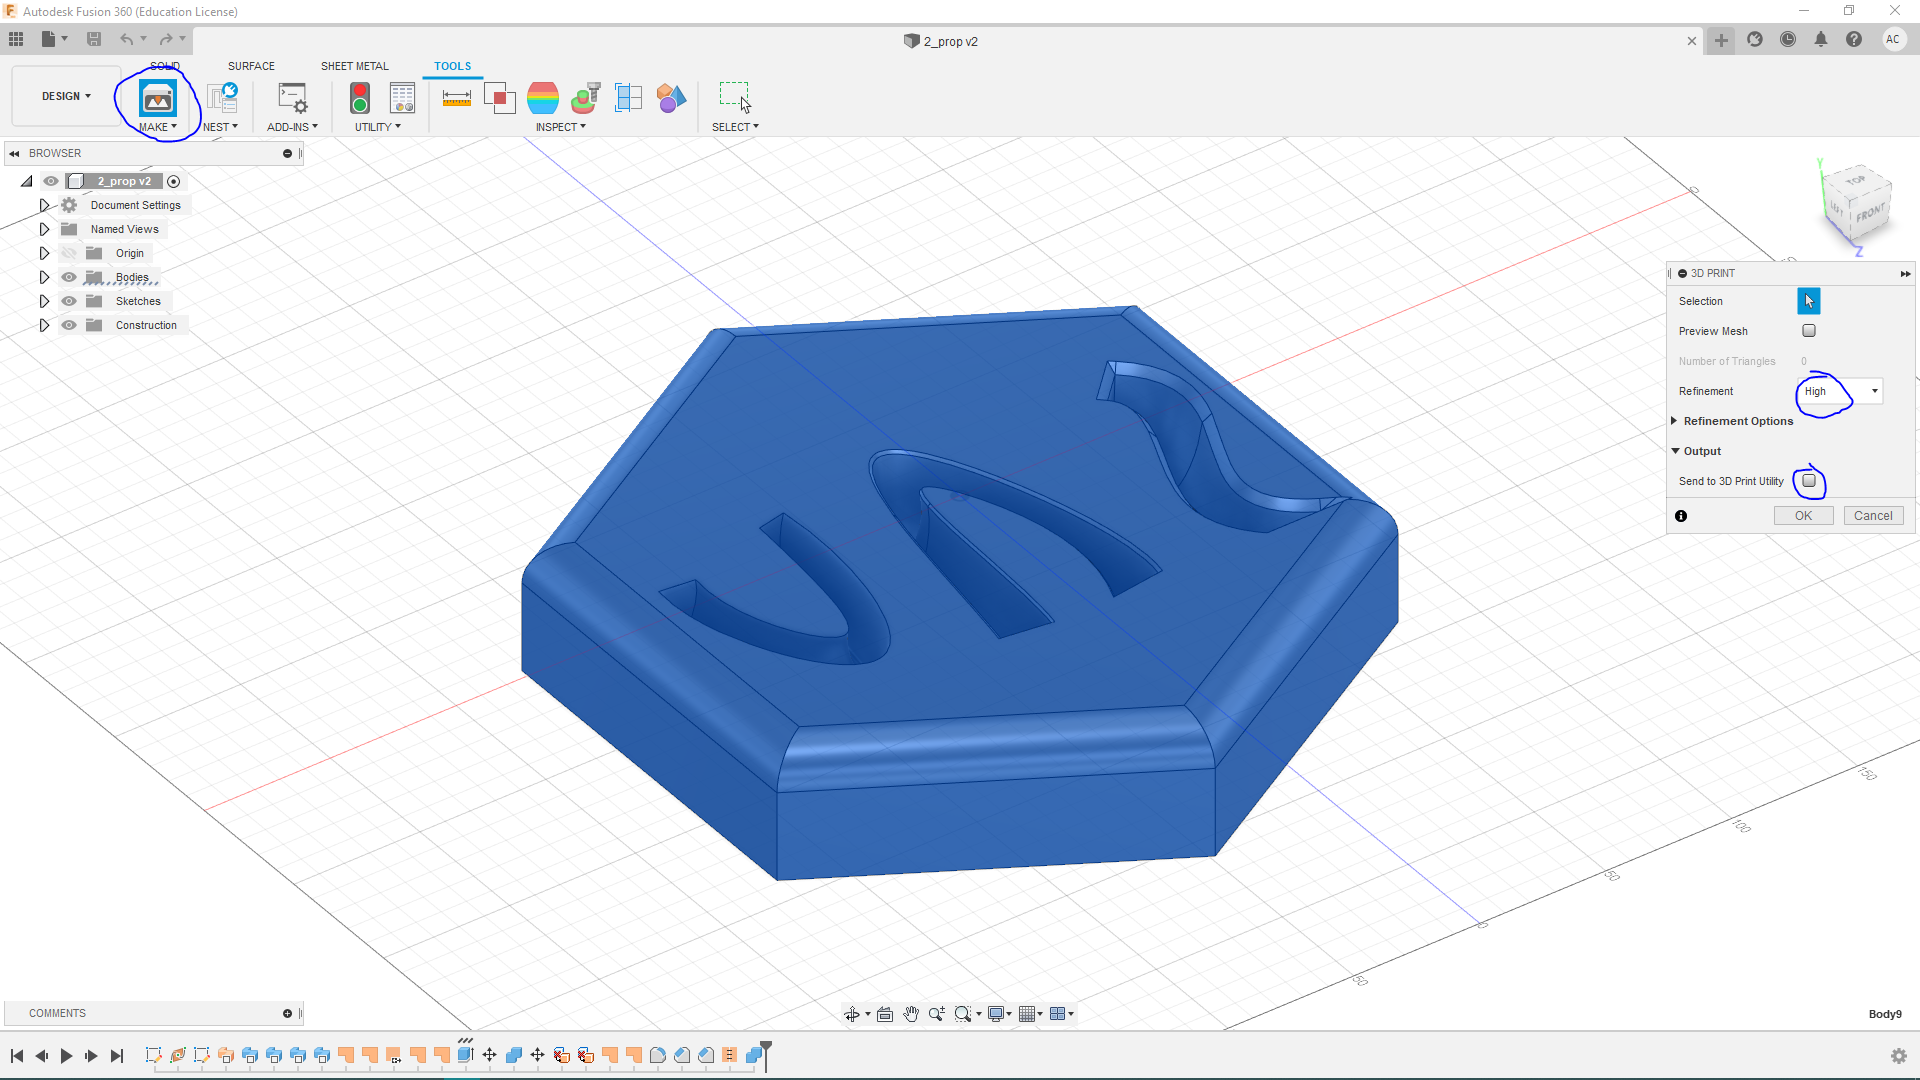 Autodesk Fusion 360 (Education License)
2_prop v2
AC
DESIGN
SOLID
SURFACE
SHEET METAL
TOOLS
MAKE
NEST
ADD-INS
UTILITY
INSPECT
SELECT
BROWSER
2_prop v2
Document Settings
Named Views
Origin
Bodies
Sketches
Construction
Y
TOP
LEFT
FRONT
Z
3D PRINT
Selection
Preview Mesh
Number of Triangles 0
Refinement High
Refinement Options
Output
Send to 3D Print Utility
OK Cancel
150
100
50
0
50
COMMENTS
Body9